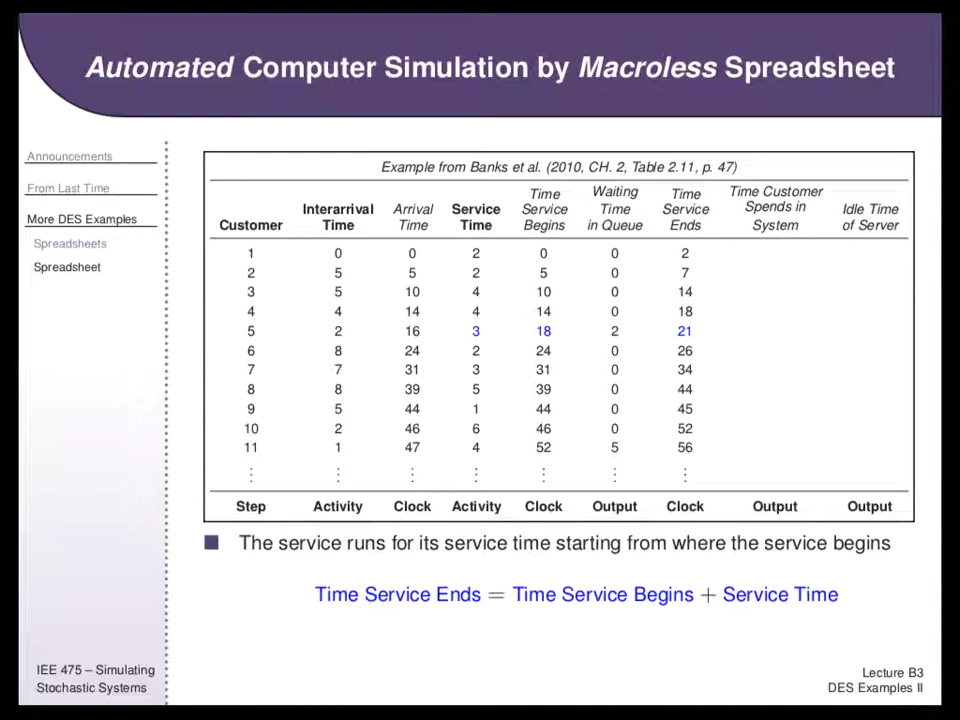 Automated Computer Simulation by Macroless Spreadsheet
Announcements
From Last Time
More DES Examples
Spreadsheets
Spreadsheet
Example from Banks et al. (2010, CH. 2, Table 2.11, p. 47)
Customer Interarrival Time Arrival Time Service Time Time Service Begins Waiting Time in Queue Time Service Ends Time Customer Spends in System Idle Time of Server
1 0 0 2 0 0 2
2 5 5 2 5 0 7
3 5 10 4 10 0 14
4 4 14 4 14 0 18
5 2 16 3 18 2 21
6 8 24 2 24 0 26
7 7 31 3 31 0 34
8 8 39 5 39 0 44
9 5 44 1 44 0 45
10 2 46 6 46 0 52
11 1 47 4 52 5 56
⋮ ⋮ ⋮ ⋮ ⋮ ⋮ ⋮
Step Activity Clock Activity Clock Output Clock Output Output
The service runs for its service time starting from where the service begins
Time Service Ends = Time Service Begins + Service Time
IEE 475 – Simulating
Stochastic Systems
Lecture B3
DES Examples II